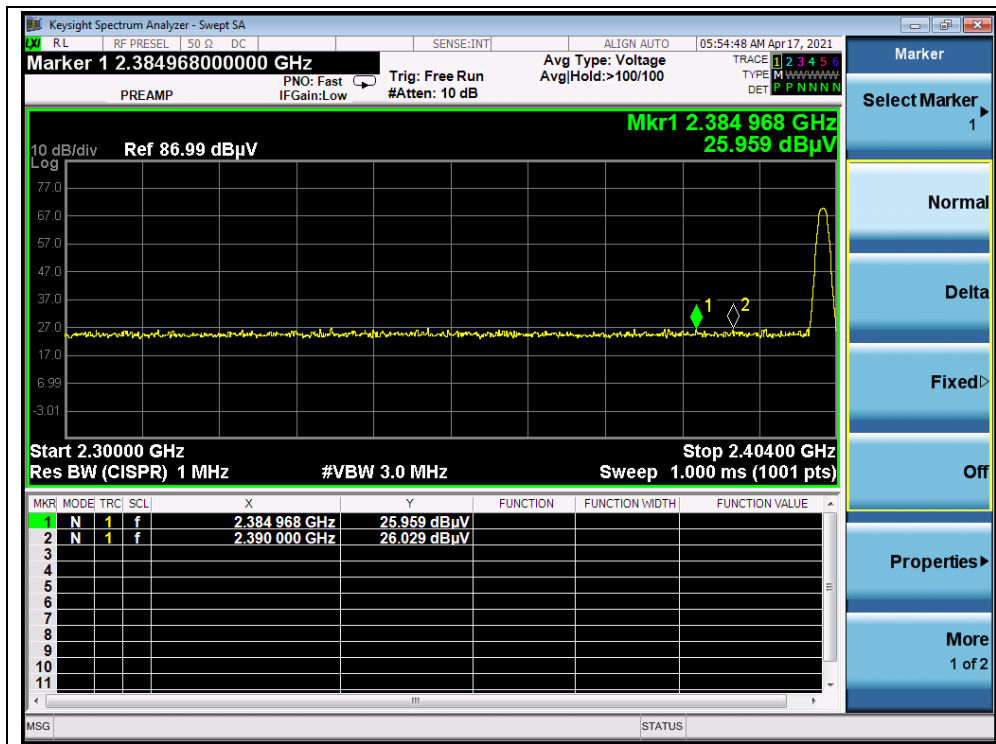 Keysight Spectrum Analyzer - Swept SA
LXI RL RF PRESEL 50 Ω DC SENSE:INT ALIGN AUTO 05:54:48 AM Apr 17, 2021
Marker 1 2.384968000000 GHz
PREAMP
PNO: Fast
IFGain:Low
Trig: Free Run
#Atten: 10 dB
Avg Type: Voltage
Avg|Hold:>100/100
TRACE 1 2 3 4 5 6
TYPE M WWWWW
DET P P N N N N
Mkr1 2.384 968 GHz
25.959 dBµV
10 dB/div Ref 86.99 dBµV
Log
77.0
67.0
57.0
47.0
37.0
27.0
17.0
6.99
-3.01
1
2
Start 2.30000 GHz Stop 2.40400 GHz
Res BW (CISPR) 1 MHz #VBW 3.0 MHz Sweep 1.000 ms (1001 pts)
MKR MODE TRC SCL X Y FUNCTION FUNCTION WIDTH FUNCTION VALUE
1 N 1 f 2.384 968 GHz 25.959 dBµV
2 N 1 f 2.390 000 GHz 26.029 dBµV
3
4
5
6
7
8
9
10
11
MSG STATUS
Marker
Select Marker
1
Normal
Delta
Fixed
Off
Properties
More
1 of 2